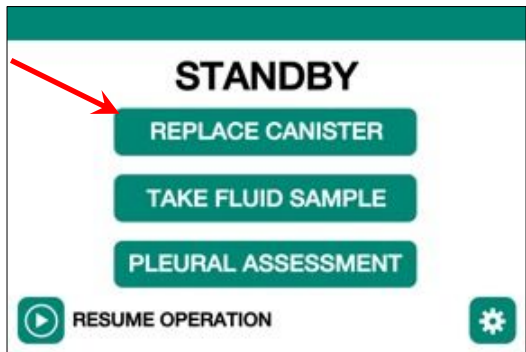 STANDBY
REPLACE CANISTER
TAKE FLUID SAMPLE
PLEURAL ASSESSMENT
RESUME OPERATION